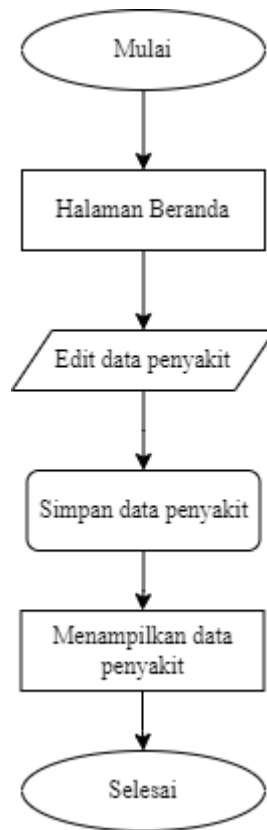 Mulai
Halaman Beranda
Edit data penyakit
Simpan data penyakit
Menampilkan data
penyakit
Selesai